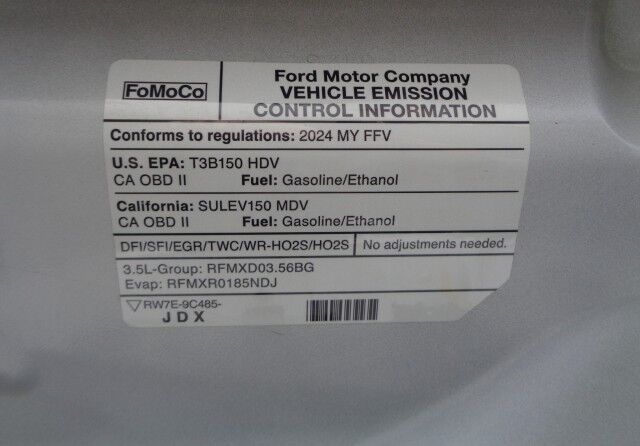 FoMoCo
Ford Motor Company
VEHICLE EMISSION
CONTROL INFORMATION
Conforms to regulations: 2024 MY FFV
U.S. EPA: T3B150 HDV
CA OBD II Fuel: Gasoline/Ethanol
California: SULEV150 MDV
CA OBD II Fuel: Gasoline/Ethanol
DFI/SFI/EGR/TWC/WR-HO2S/HO2S No adjustments needed.
3.5L-Group: RFMXD03.56BG
Evap: RFMXR0185NDJ
RW7E-9C485-
JDX